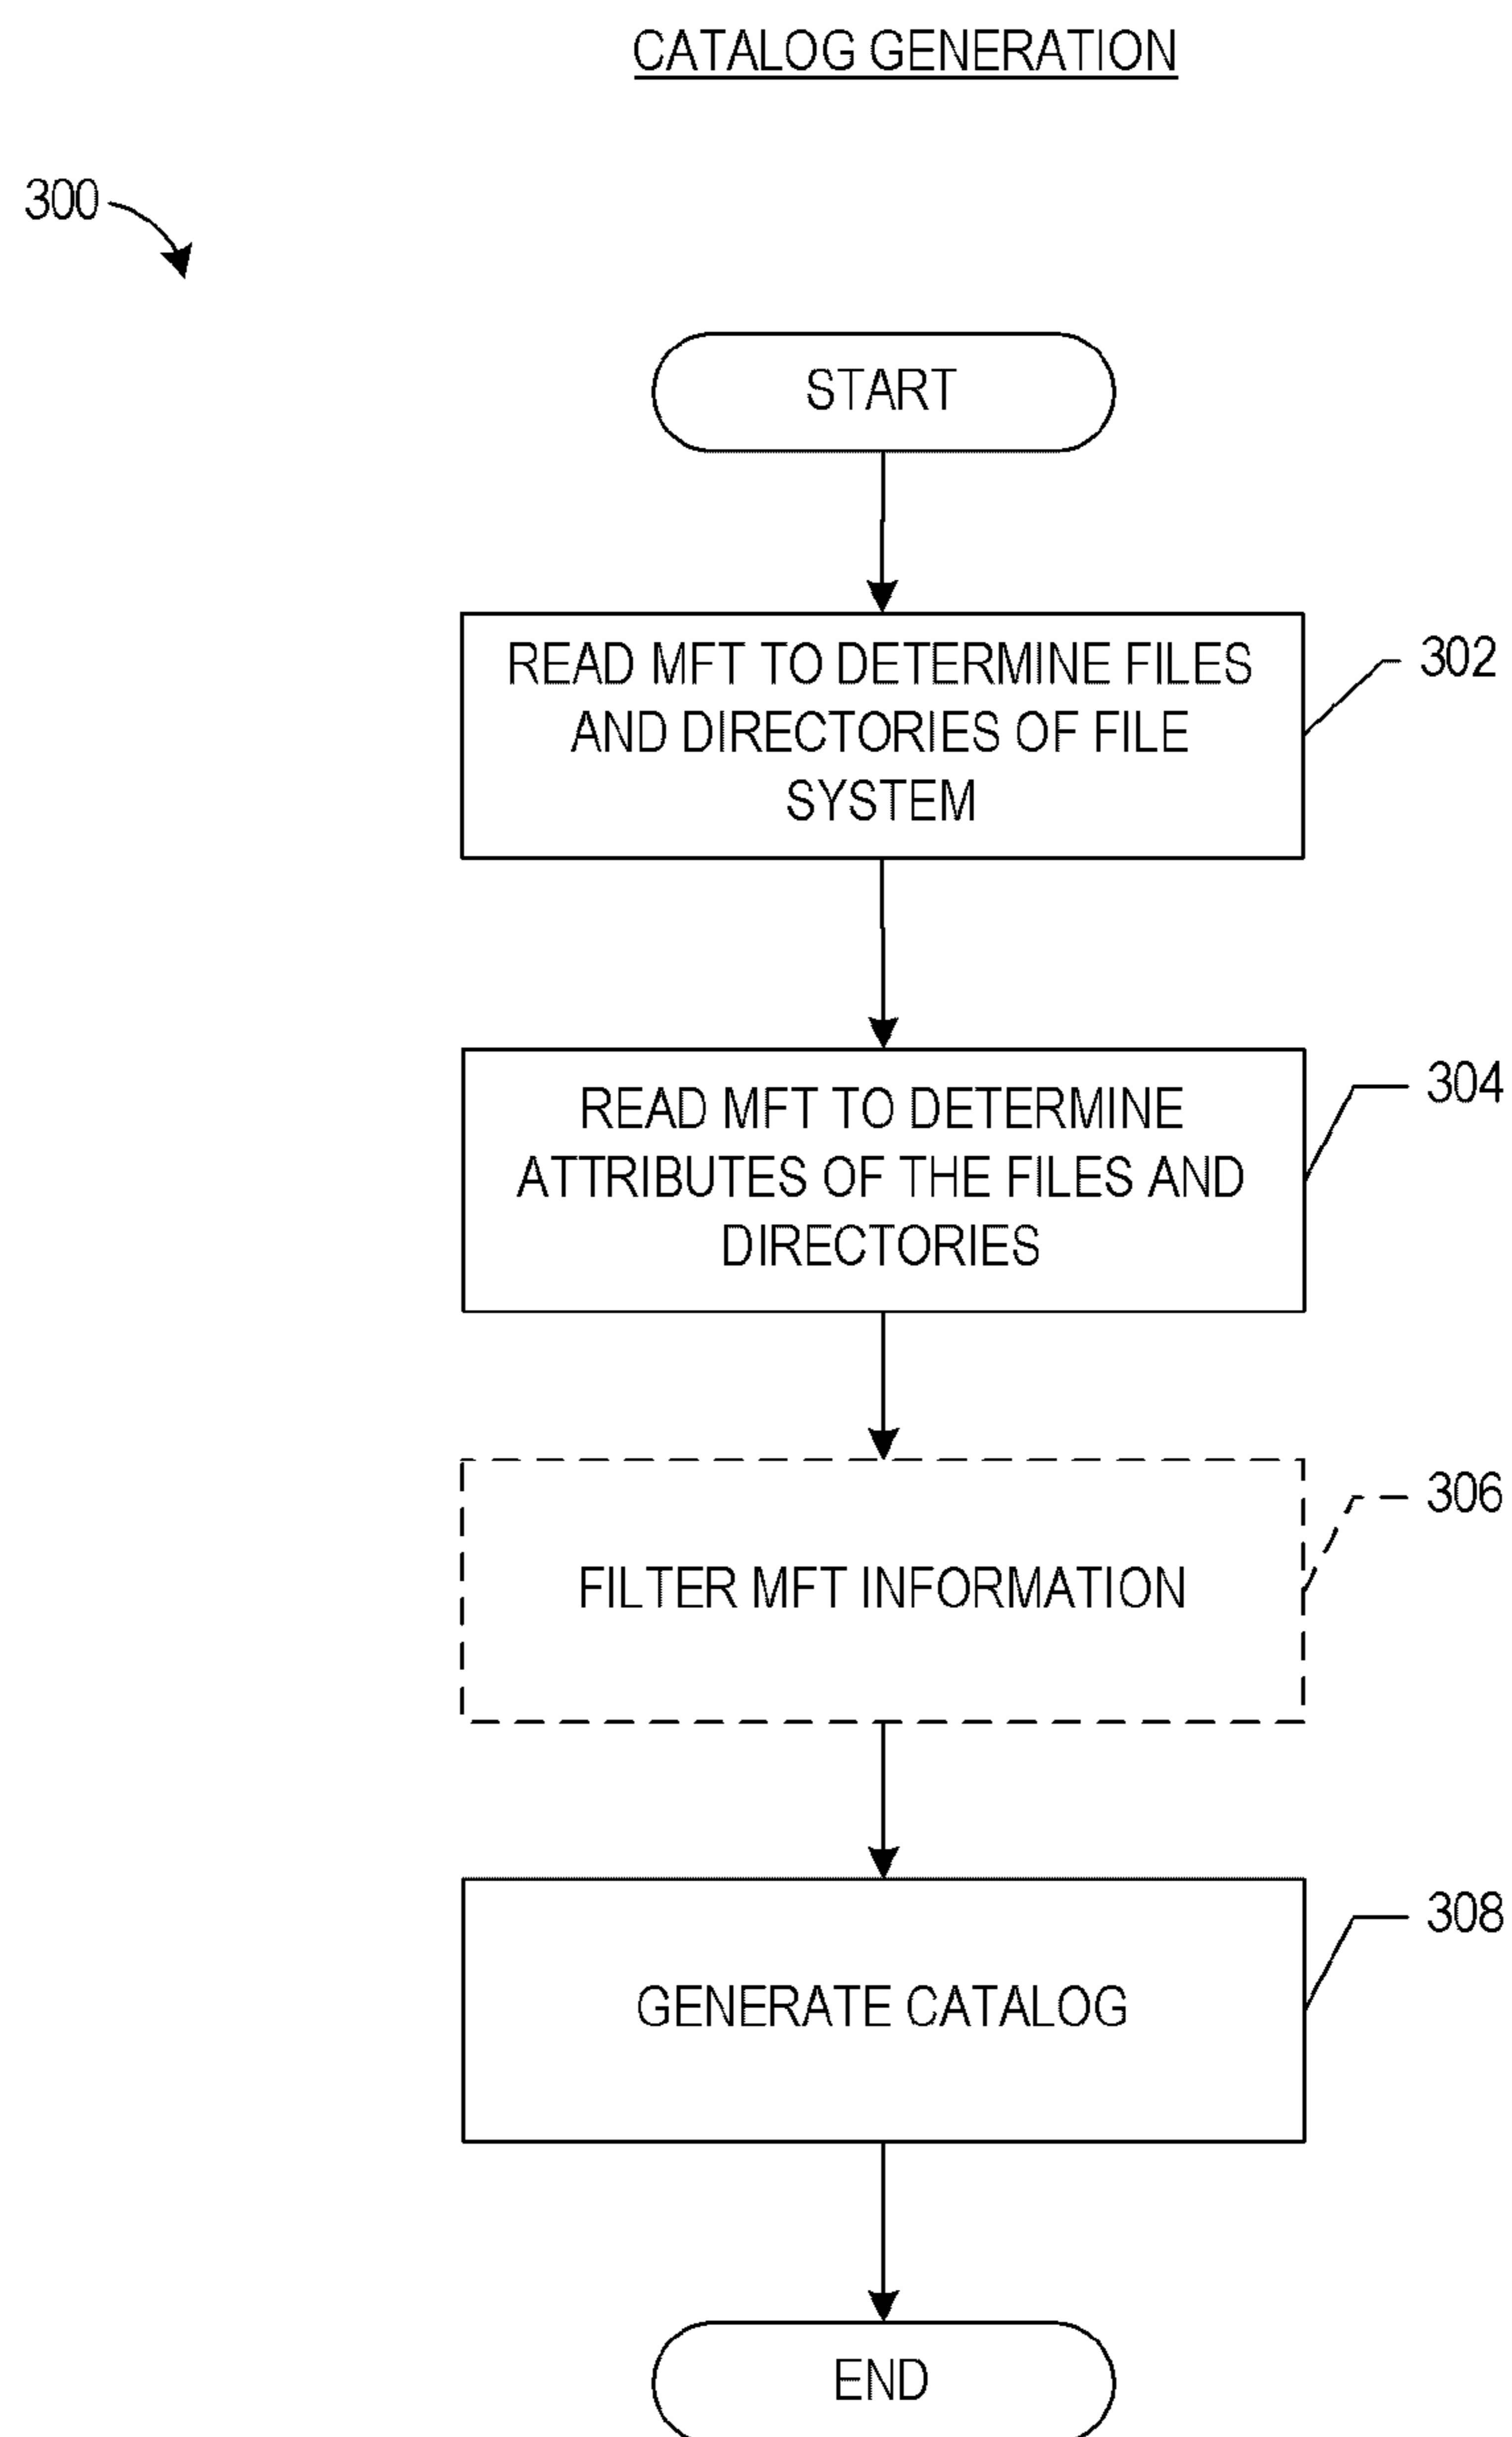 CATALOG GENERATION
300
START
READ MFT TO DETERMINE FILES
AND DIRECTORIES OF FILE
SYSTEM
302
READ MFT TO DETERMINE
ATTRIBUTES OF THE FILES AND
DIRECTORIES
304
FILTER MFT INFORMATION
306
GENERATE CATALOG
308
END